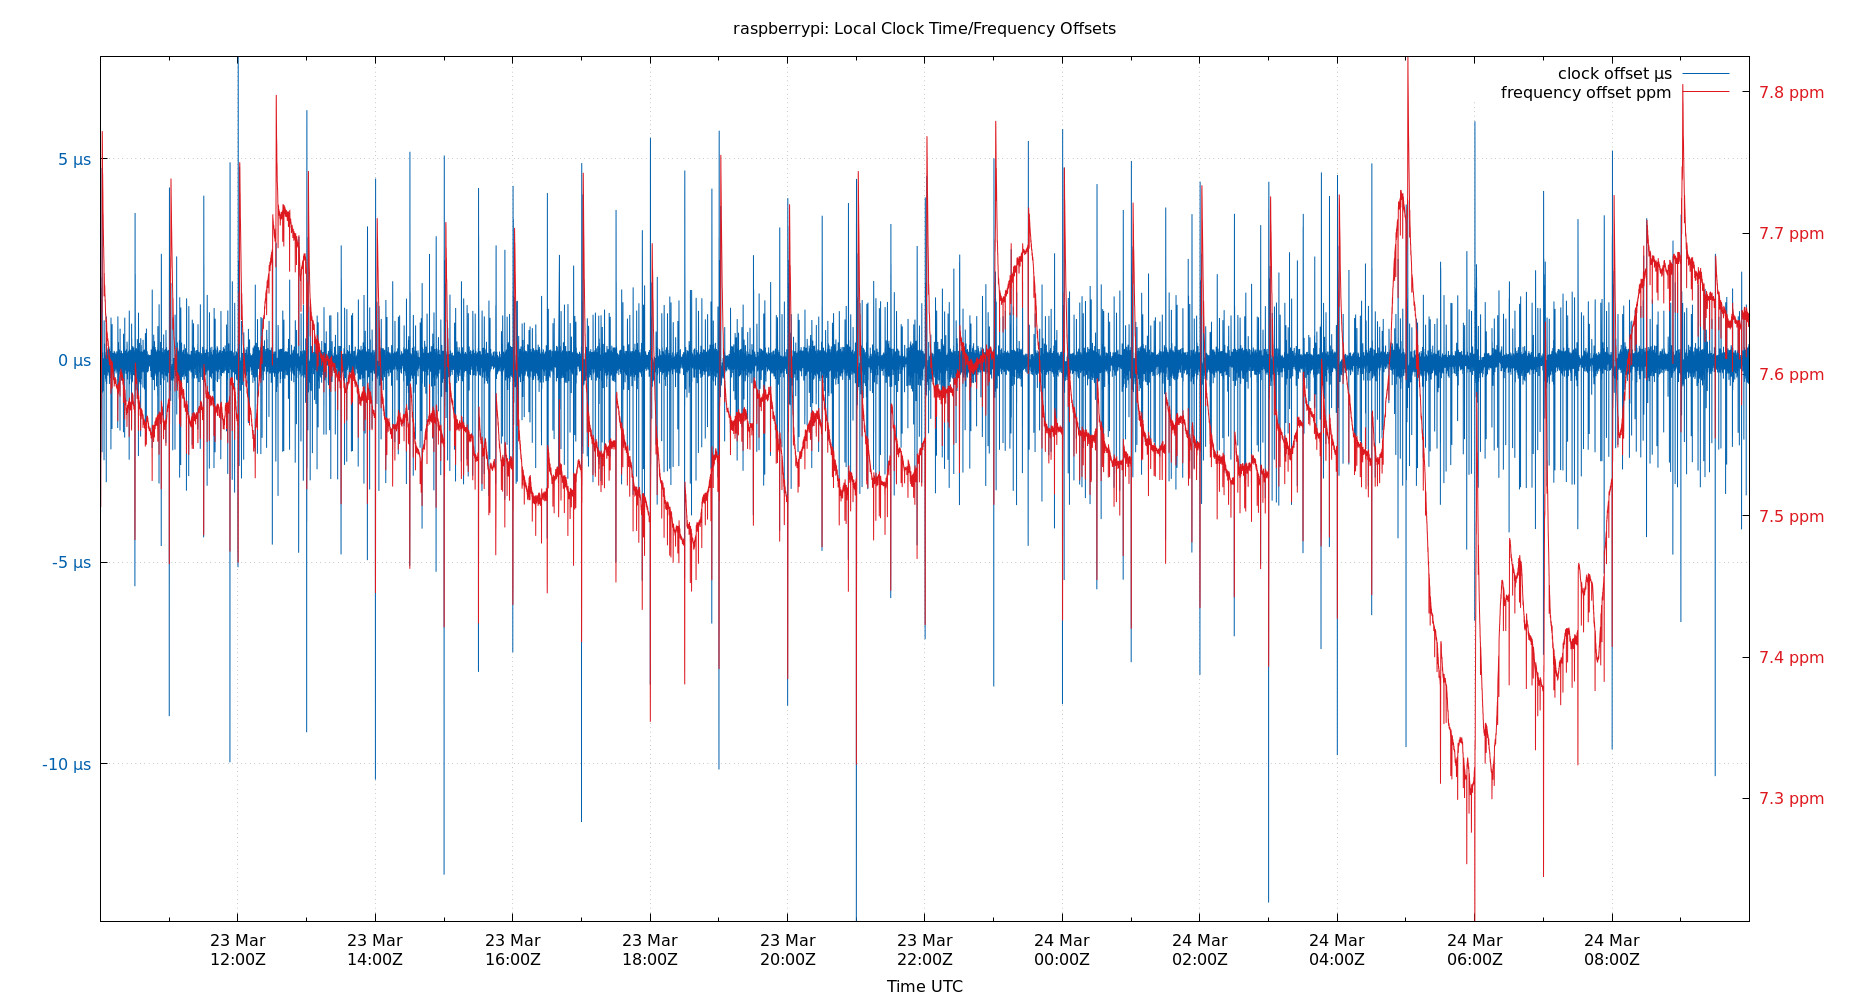 raspberrypi: Local Clock Time/Frequency Offsets
clock offset µs
frequency offset ppm
5 µs
0 µs
-5 µs
-10 µs
7.8 ppm
7.7 ppm
7.6 ppm
7.5 ppm
7.4 ppm
7.3 ppm
23 Mar
12:00Z
23 Mar
14:00Z
23 Mar
16:00Z
23 Mar
18:00Z
23 Mar
20:00Z
23 Mar
22:00Z
24 Mar
00:00Z
24 Mar
02:00Z
24 Mar
04:00Z
24 Mar
06:00Z
24 Mar
08:00Z
Time UTC